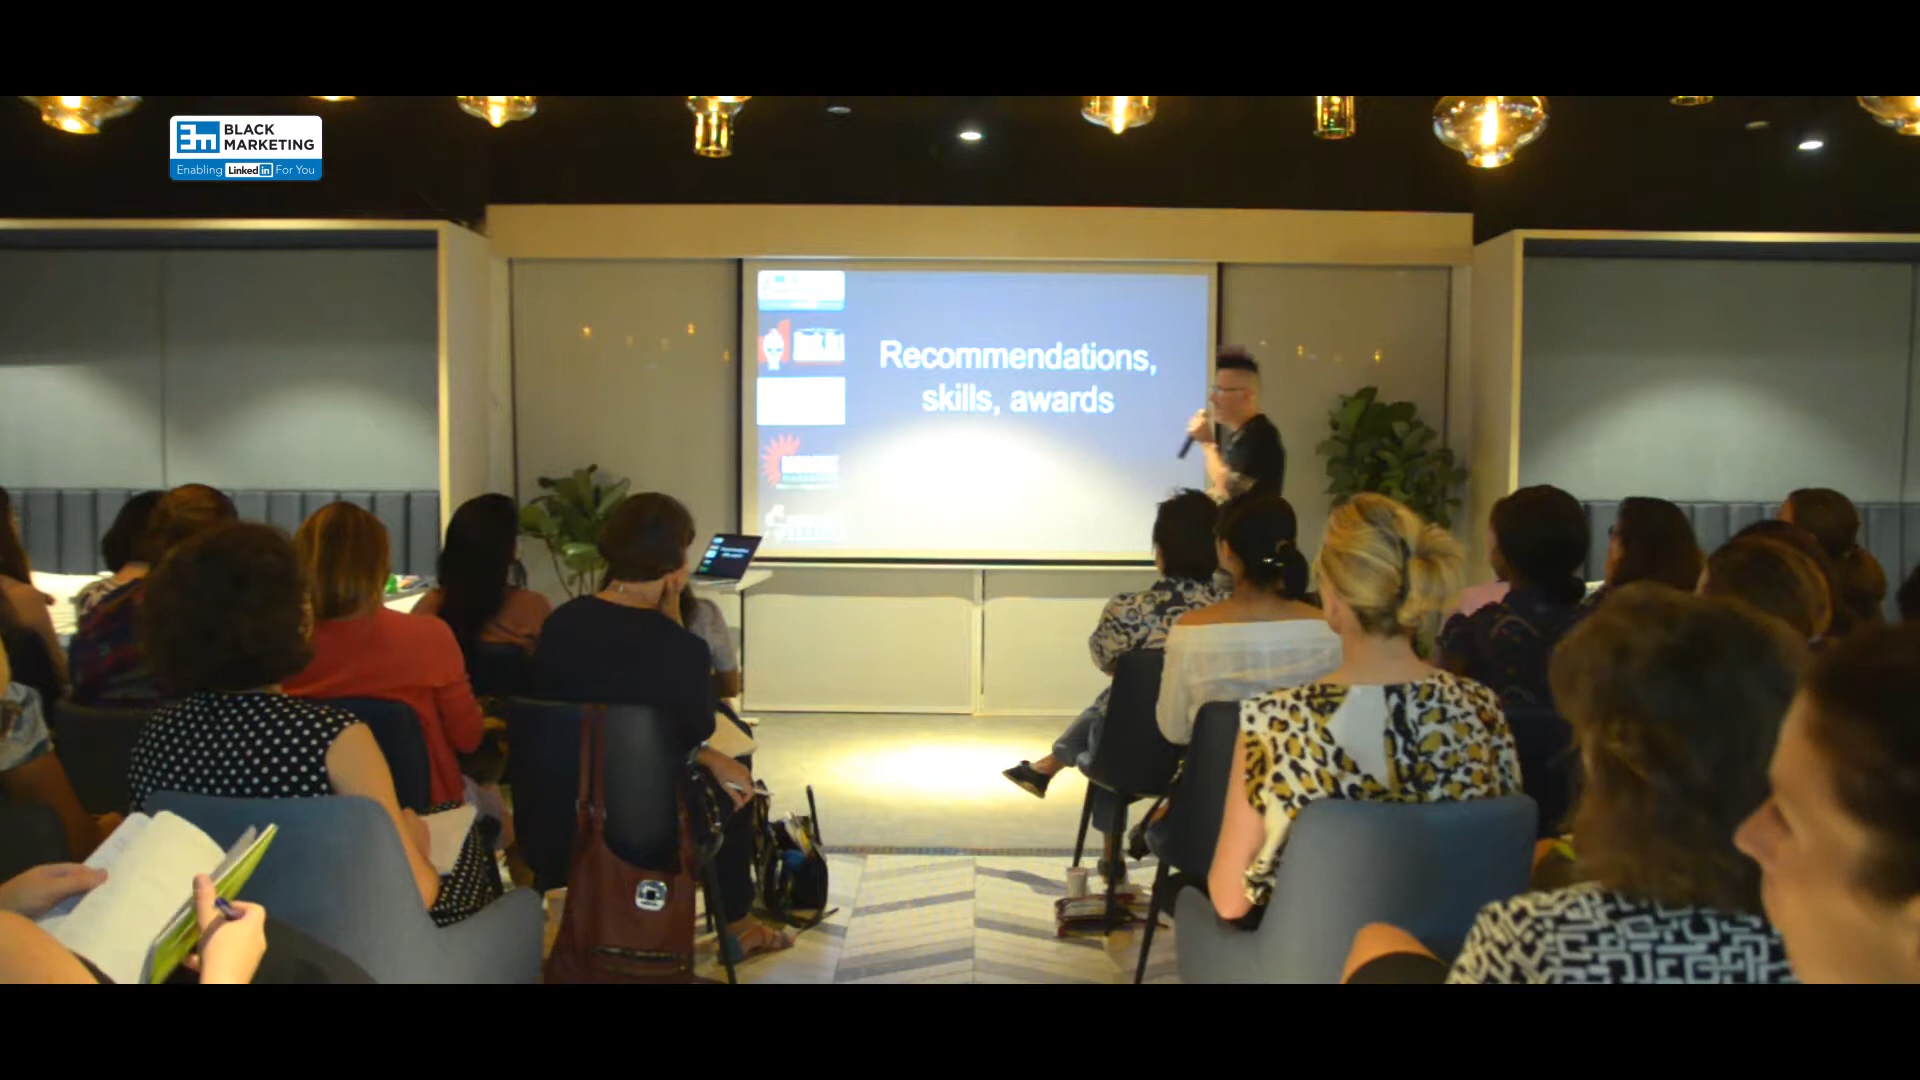 BLACK
MARKETING
Enabling Linked in For You
Recommendations,
skills, awards